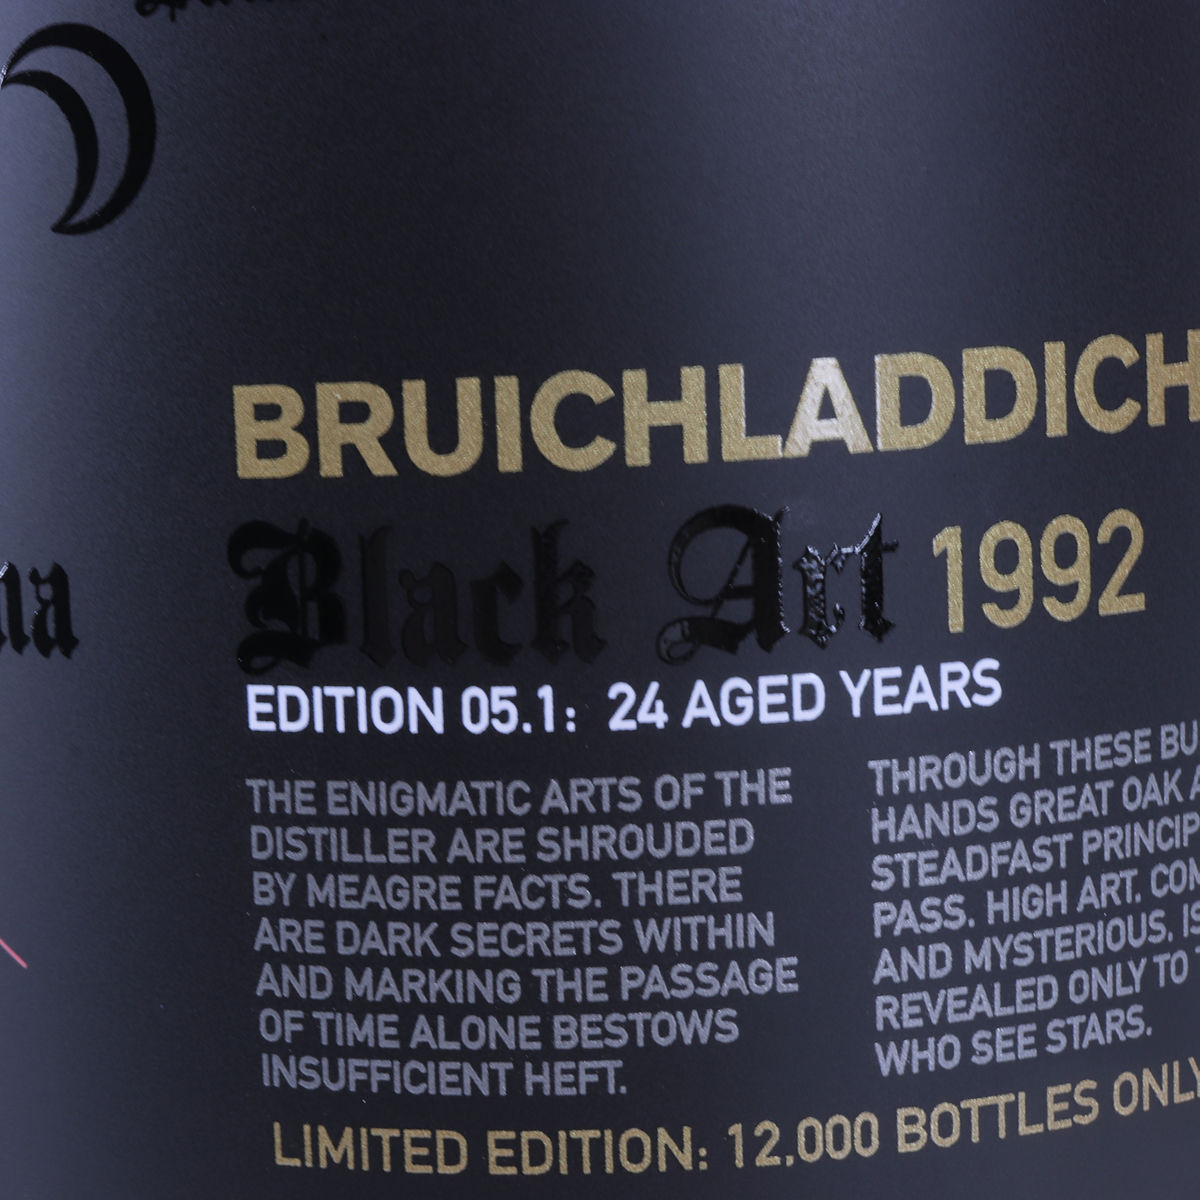 BRUICHLADDICH
Black Art 1992
EDITION 05.1: 24 AGED YEARS
THE ENIGMATIC ARTS OF THE
DISTILLER ARE SHROUDED
BY MEAGRE FACTS. THERE
ARE DARK SECRETS WITHIN
AND MARKING THE PASSAGE
OF TIME ALONE BESTOWS
INSUFFICIENT HEFT.
THROUGH THESE
HANDS GREAT OAK
STEADFAST
PASS. HIGH ART.
AND MYSTERIOUS,
REVEALED ONLY TO
WHO SEE STARS.
LIMITED EDITION: 12,000 BOTTLES ONLY